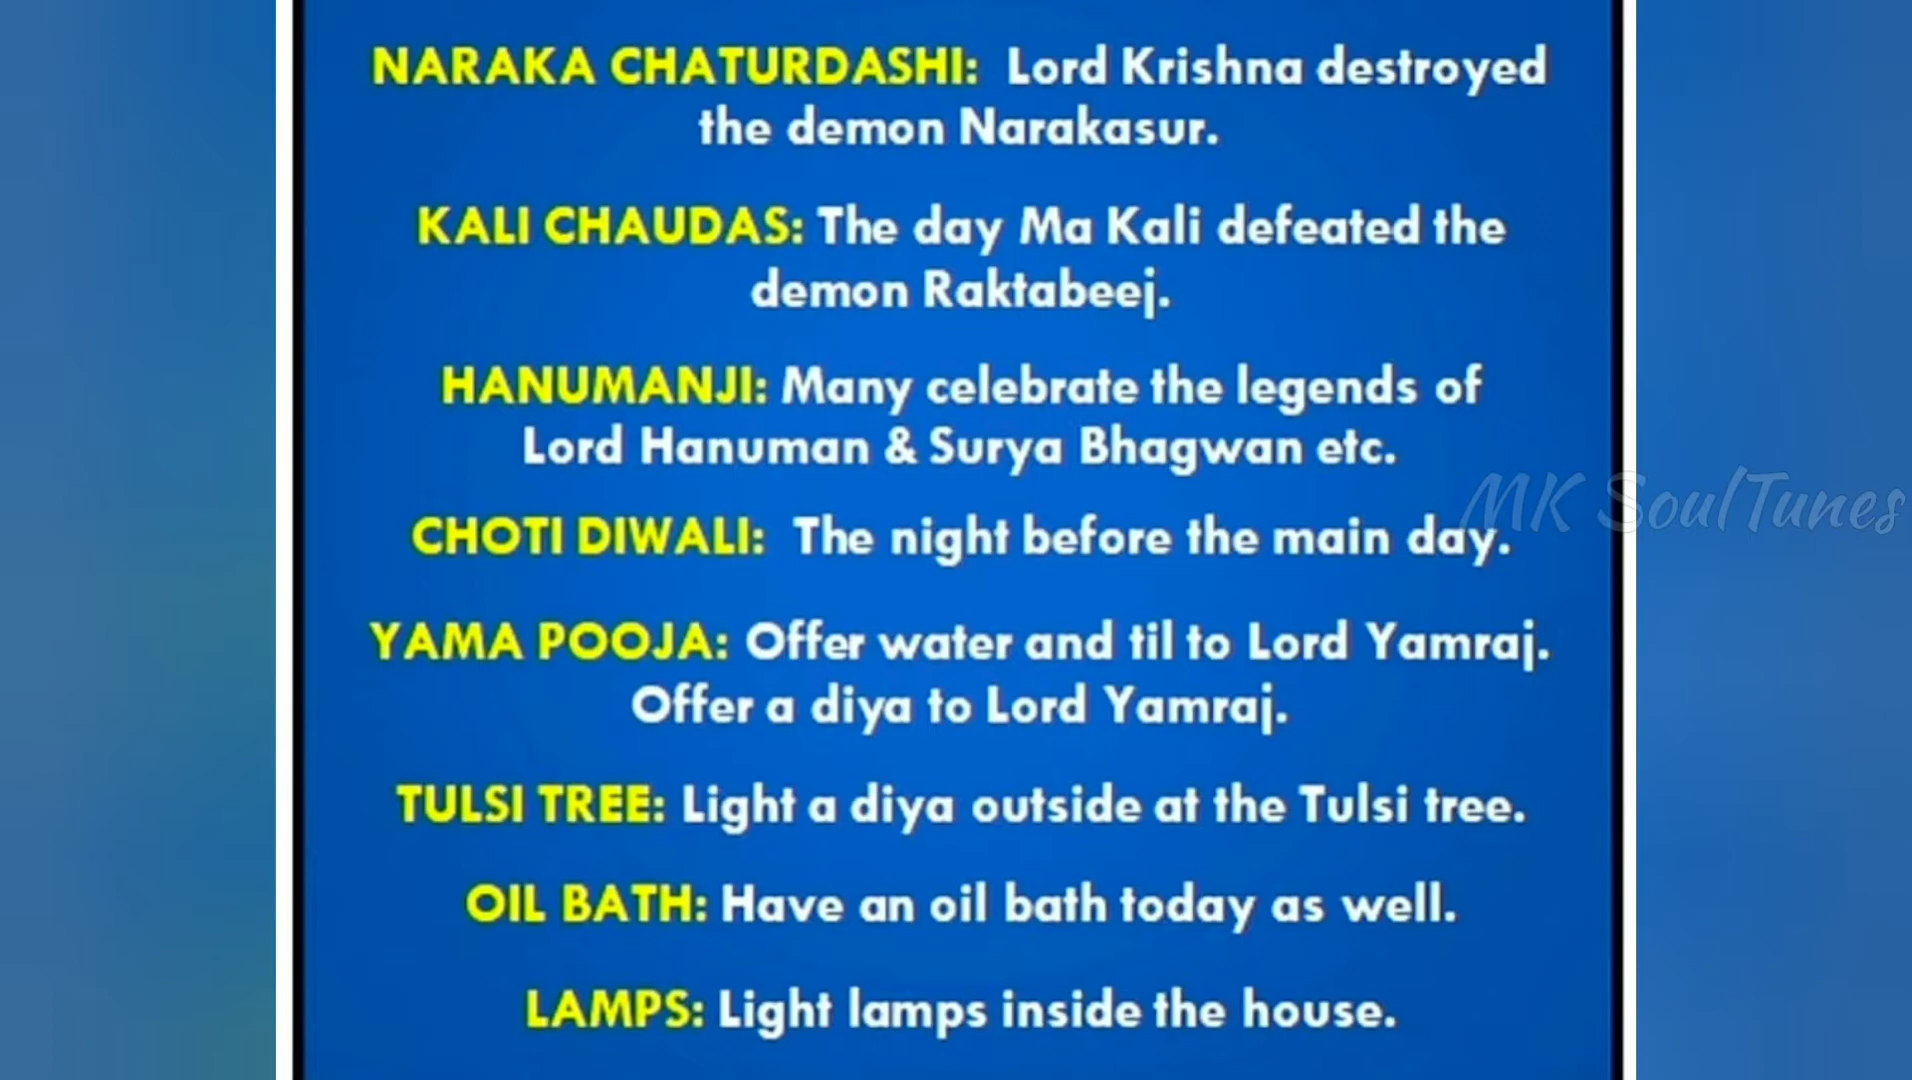 NARAKA CHATURDASHI: Lord Krishna destroyed
the demon Narakasur.
KALI CHAUDAS: The day Ma Kali defeated the
demon Raktabeej.
HANUMANJI: Many celebrate the legends of
Lord Hanuman & Surya Bhagwan etc.
MK SoulTunes
CHOTI DIWALI: The night before the main day.
YAMA POOJA: Offer water and til to Lord Yamraj.
Offer a diya to Lord Yamraj.
TULSI TREE: Light a diya outside at the Tulsi tree.
OIL BATH: Have an oil bath today as well.
LAMPS: Light lamps inside the house.